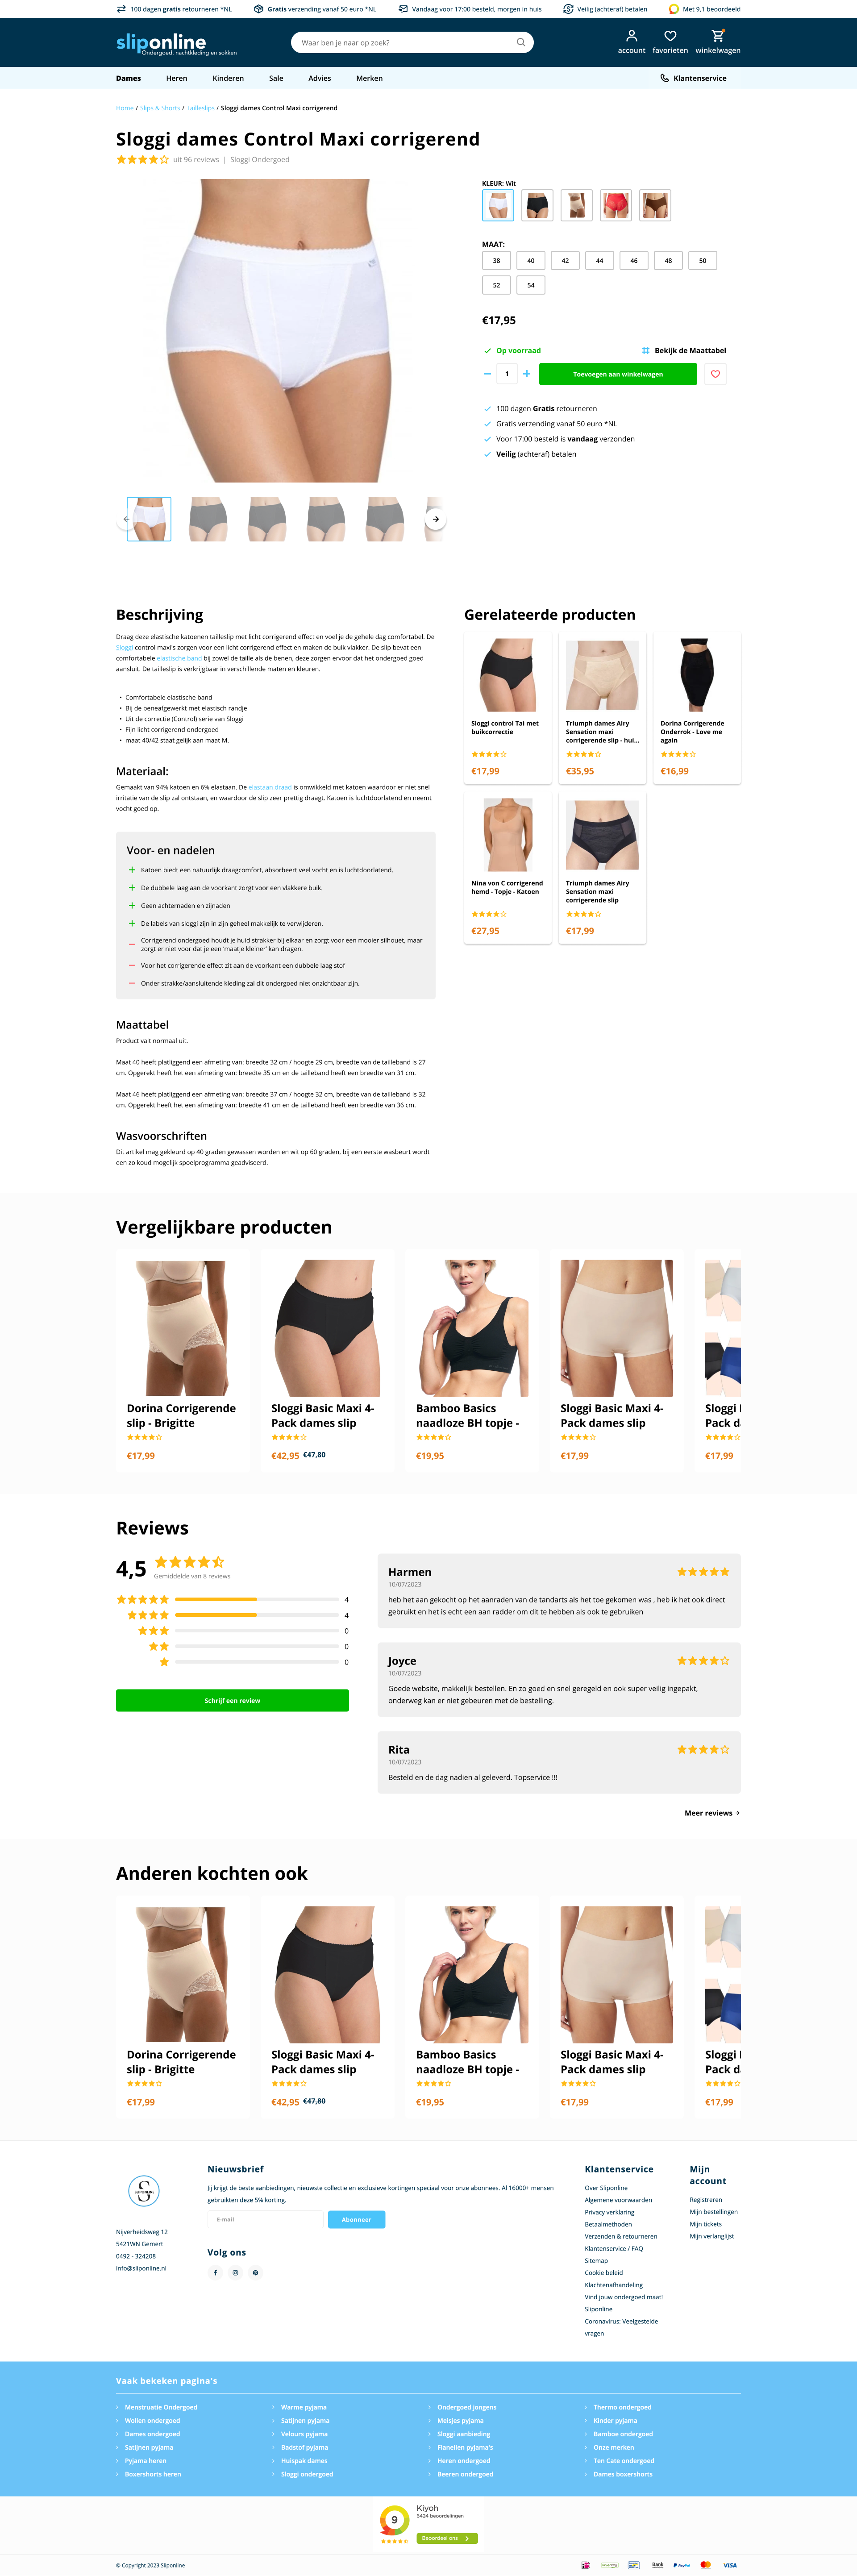 100 dagen gratis retourneren *NL
Gratis verzending vanaf 50 euro *NL
Vandaag voor 17:00 besteld, morgen in huis
Veilig (achteraf) betalen
Met 9,1 beoordeeld
sliponline
Ondergoed, nachtkleding en sokken
Waar ben je naar op zoek?
account
favorieten
winkelwagen
Dames
Heren
Kinderen
Sale
Advies
Merken
Klantenservice
Home / Slips & Shorts / Tailleslips / Sloggi dames Control Maxi corrigerend
Sloggi dames Control Maxi corrigerend
uit 96 reviews | Sloggi Ondergoed
KLEUR: Wit
MAAT:
38
40
42
44
46
48
50
52
54
€17,95
Op voorraad
Bekijk de Maattabel
1
Toevoegen aan winkelwagen
100 dagen Gratis retourneren
Gratis verzending vanaf 50 euro *NL
Voor 17:00 besteld is vandaag verzonden
Veilig (achteraf) betalen
Beschrijving
Draag deze elastische katoenen tailleslip met licht corrigerend effect en voel je de gehele dag comfortabel. De
Sloggi control maxi's zorgen voor een licht corrigerend effect en maken de buik vlakker. De slip bevat een
comfortabele elastische band bij zowel de taille als de benen, deze zorgen ervoor dat het ondergoed goed
aansluit. De tailleslip is verkrijgbaar in verschillende maten en kleuren.
• Comfortabele elastische band
• Bij de beneafgewerkt met elastisch randje
• Uit de correctie (Control) serie van Sloggi
• Fijn licht corrigerend ondergoed
• maat 40/42 staat gelijk aan maat M.
Materiaal:
Gemaakt van 94% katoen en 6% elastaan. De elastaan draad is omwikkeld met katoen waardoor er niet snel
irritatie van de slip zal ontstaan, en waardoor de slip zeer prettig draagt. Katoen is luchtdoorlatend en neemt
vocht goed op.
Voor- en nadelen
Katoen biedt een natuurlijk draagcomfort, absorbeert veel vocht en is luchtdoorlatend.
De dubbele laag aan de voorkant zorgt voor een vlakkere buik.
Geen achternaden en zijnaden
De labels van sloggi zijn in zijn geheel makkelijk te verwijderen.
Corrigerend ondergoed houdt je huid strakker bij elkaar en zorgt voor een mooier silhouet, maar
zorgt er niet voor dat je een 'maatje kleiner' kan dragen.
Voor het corrigerende effect zit aan de voorkant een dubbele laag stof
Onder strakke/aansluitende kleding zal dit ondergoed niet onzichtbaar zijn.
Maattabel
Product valt normaal uit.
Maat 40 heeft platliggend een afmeting van: breedte 32 cm / hoogte 29 cm, breedte van de tailleband is 27
cm. Opgerekt heeft het een afmeting van: breedte 35 cm en de tailleband heeft een breedte van 31 cm.
Maat 46 heeft platliggend een afmeting van: breedte 37 cm / hoogte 32 cm, breedte van de tailleband is 32
cm. Opgerekt heeft het een afmeting van: breedte 41 cm en de tailleband heeft een breedte van 36 cm.
Wasvoorschriften
Dit artikel mag gekleurd op 40 graden gewassen worden en wit op 60 graden, bij een eerste wasbeurt wordt
een zo koud mogelijk spoelprogramma geadviseerd.
Gerelateerde producten
Sloggi control Tai met
buikcorrectie
€17,99
Triumph dames Airy
Sensation maxi
corrigerende slip - hui...
€35,95
Dorina Corrigerende
Onderrok - Love me
again
€16,99
Nina von C corrigerend
hemd - Topje - Katoen
€27,95
Triumph dames Airy
Sensation maxi
corrigerende slip
€17,99
Vergelijkbare producten
Dorina Corrigerende
slip - Brigitte
€17,99
Sloggi Basic Maxi 4-
Pack dames slip
€42,95 €47,80
Bamboo Basics
naadloze BH topje -
€19,95
Sloggi Basic Maxi 4-
Pack dames slip
€17,99
Sloggi
Pack d
€17,99
Reviews
4,5
Gemiddelde van 8 reviews
4
4
0
0
0
Schrijf een review
Harmen
10/07/2023
heb het aan gekocht op het aanraden van de tandarts als het toe gekomen was , heb ik het ook direct
gebruikt en het is echt een aan radder om dit te hebben als ook te gebruiken
Joyce
10/07/2023
Goede website, makkelijk bestellen. En zo goed en snel geregeld en ook super veilig ingepakt,
onderweg kan er niet gebeuren met de bestelling.
Rita
10/07/2023
Besteld en de dag nadien al geleverd. Topservice !!!
Meer reviews
Anderen kochten ook
Dorina Corrigerende
slip - Brigitte
€17,99
Sloggi Basic Maxi 4-
Pack dames slip
€42,95 €47,80
Bamboo Basics
naadloze BH topje -
€19,95
Sloggi Basic Maxi 4-
Pack dames slip
€17,99
Sloggi
Pack d
€17,99
SLIPONLINE
Nijverheidsweg 12
5421WN Gemert
0492 - 324208
info@sliponline.nl
Nieuwsbrief
Jij krijgt de beste aanbiedingen, nieuwste collectie en exclusieve kortingen speciaal voor onze abonnees. Al 16000+ mensen
gebruikten deze 5% korting.
E-mail
Abonneer
Volg ons
Klantenservice
Over Sliponline
Algemene voorwaarden
Privacy verklaring
Betaalmethoden
Verzenden & retourneren
Klantenservice / FAQ
Sitemap
Cookie beleid
Klachtenafhandeling
Vind jouw ondergoed maat!
Sliponline
Coronavirus: Veelgestelde
vragen
Mijn
account
Registreren
Mijn bestellingen
Mijn tickets
Mijn verlanglijst
Vaak bekeken pagina's
Menstruatie Ondergoed
Wollen ondergoed
Dames ondergoed
Satijnen pyjama
Pyjama heren
Boxershorts heren
Warme pyjama
Satijnen pyjama
Velours pyjama
Badstof pyjama
Huispak dames
Sloggi ondergoed
Ondergoed jongens
Meisjes pyjama
Sloggi aanbieding
Flanellen pyjama's
Heren ondergoed
Beeren ondergoed
Thermo ondergoed
Kinder pyjama
Bamboe ondergoed
Onze merken
Ten Cate ondergoed
Dames boxershorts
9
Kiyoh
6424 beoordelingen
Beoordeel ons
© Copyright 2023 Sliponline
Bank
PayPal
VISA